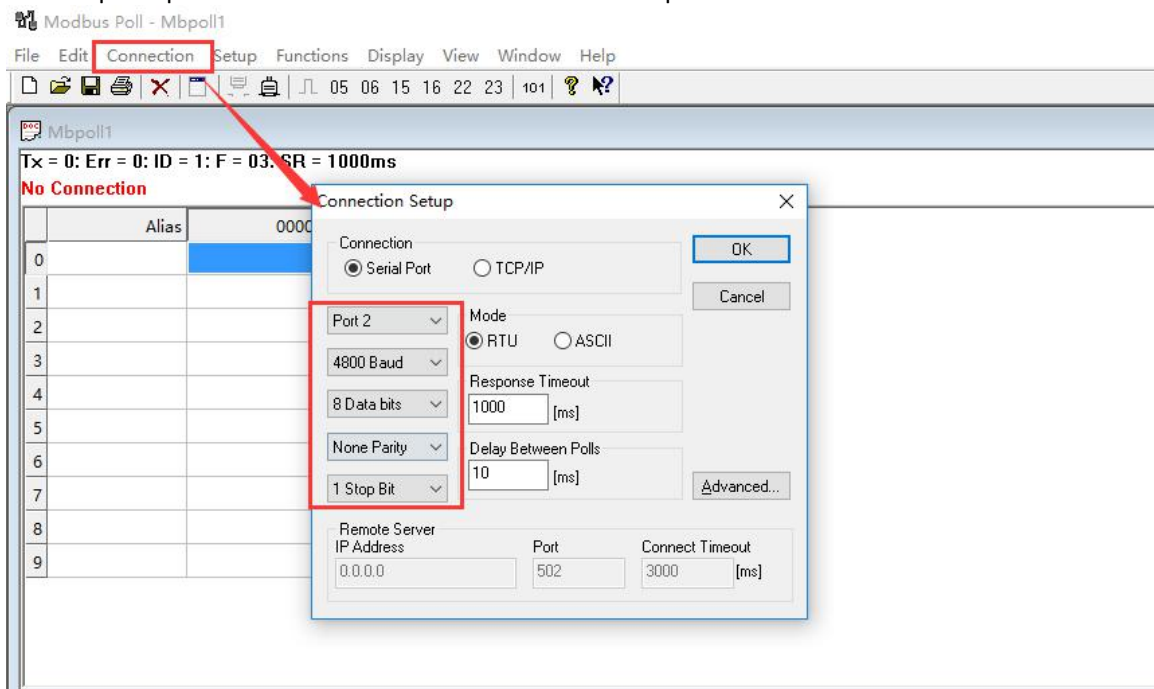 Modbus Poll - Mbpoll1
File Edit Connection Setup Functions Display View Window Help
05 06 15 16 22 23 101
Mbpoll1
Tx = 0: Err = 0: ID = 1: F = 03: SR = 1000ms
No Connection
Alias 0000
0
1
2
3
4
5
6
7
8
9
Connection Setup
Connection
Serial Port TCP/IP
OK
Cancel
Port 2
4800 Baud
8 Data bits
None Parity
1 Stop Bit
Mode
RTU ASCII
Response Timeout
1000 [ms]
Delay Between Polls
10 [ms]
Advanced...
Remote Server
IP Address Port Connect Timeout
0.0.0.0 502 3000 [ms]